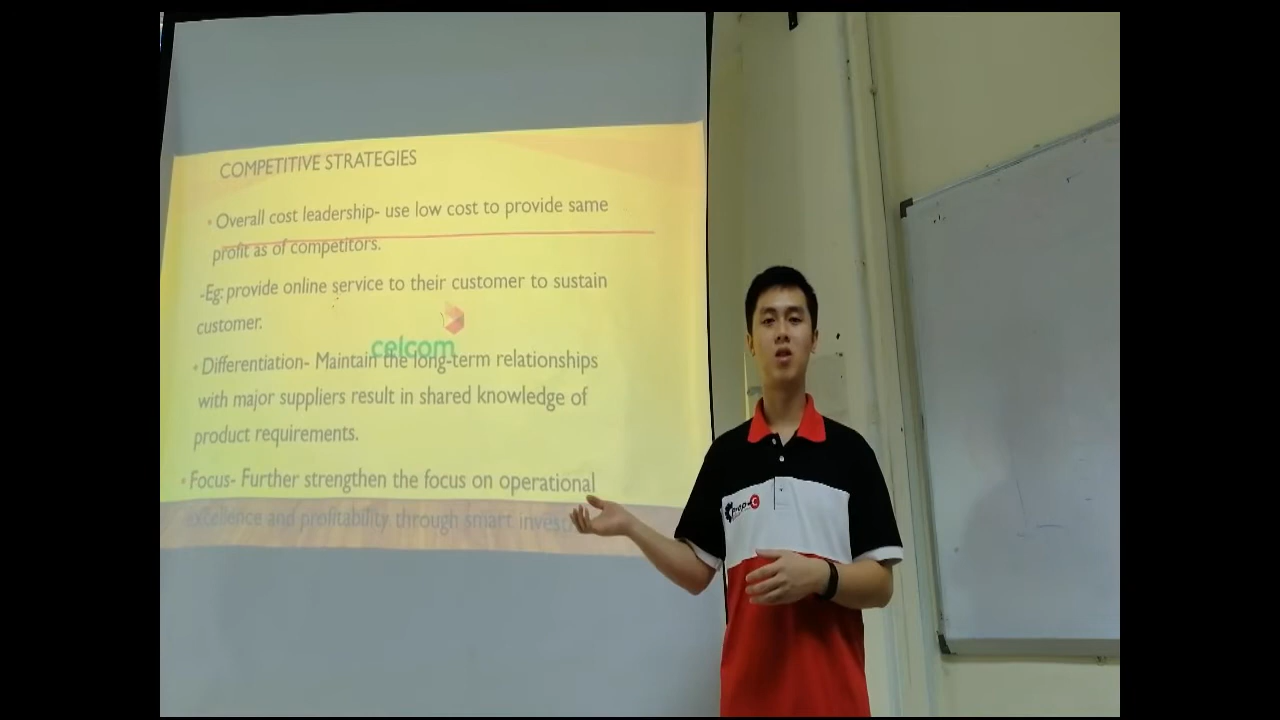 COMPETITIVE STRATEGIES
• Overall cost leadership- use low cost to provide same
profit as of competitors.
-Eg: provide online service to their customer to sustain
customer.
celcom
• Differentiation- Maintain the long-term relationships
with major suppliers result in shared knowledge of
product requirements.
• Focus- Further strengthen the focus on operational
excellence and profitability through smart
Prop-C